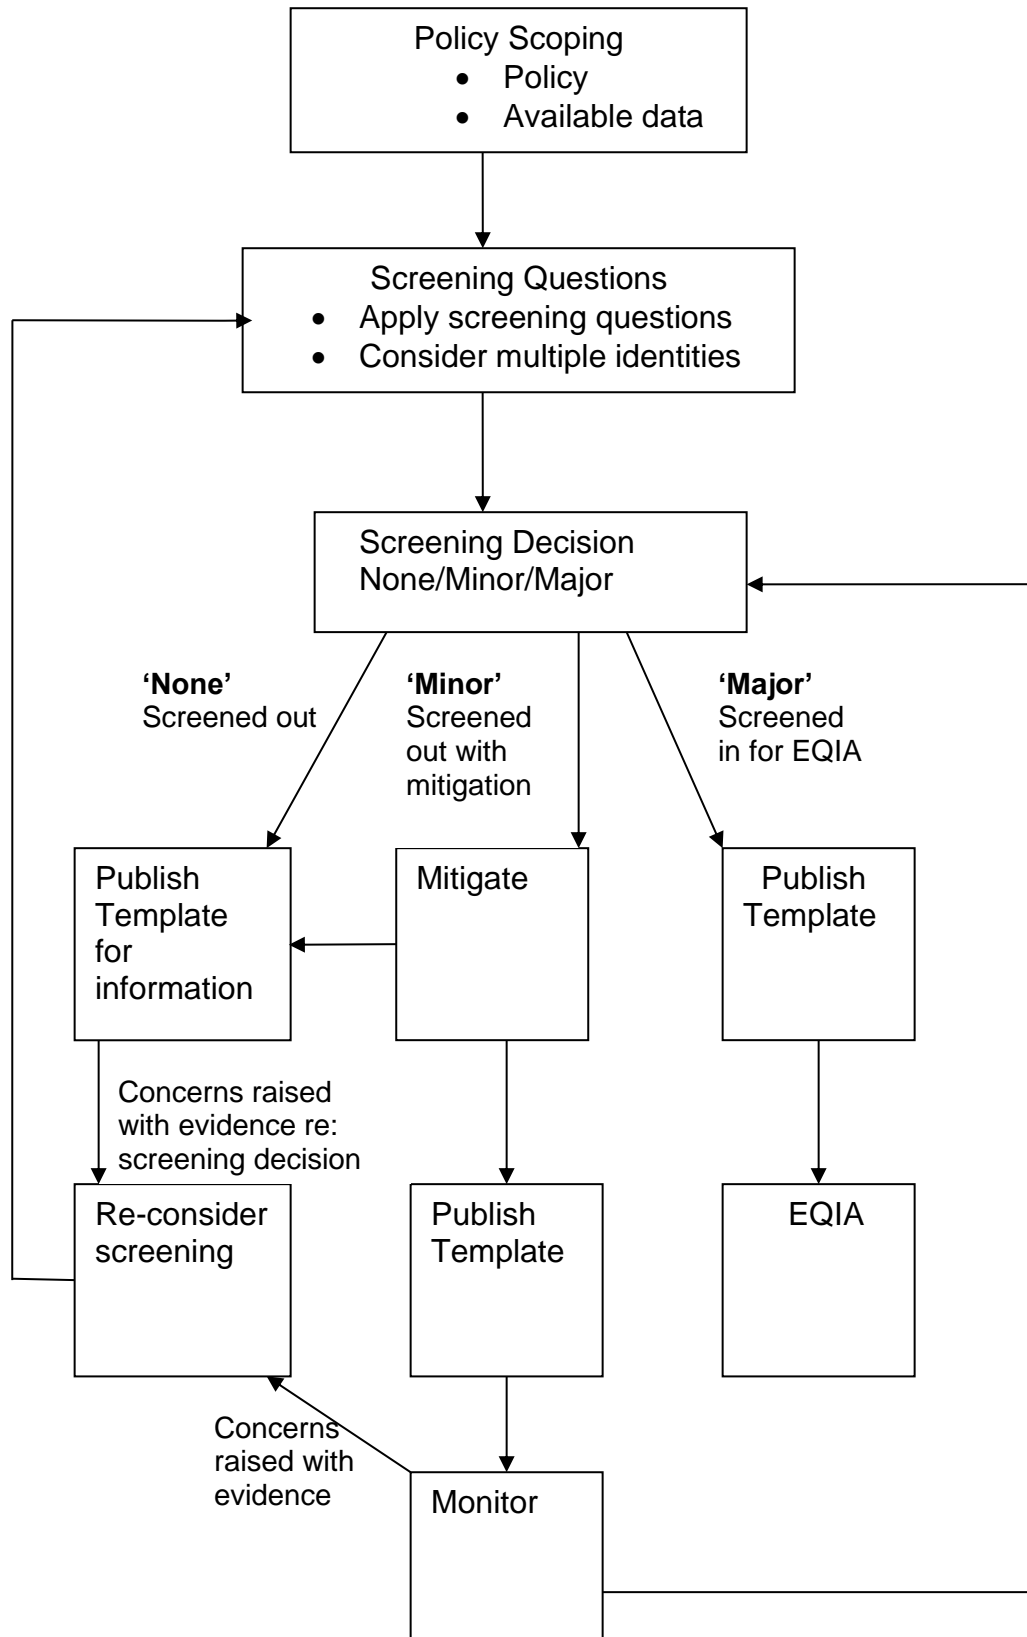 Policy Scoping
• Policy
• Available data
Screening Questions
• Apply screening questions
• Consider multiple identities
Screening Decision
None/Minor/Major
‘None’
Screened out
‘Minor’
Screened
out with
mitigation
‘Major’
Screened
in for EQIA
Publish
Template
for
information
Mitigate
Publish
Template
Concerns raised
with evidence re:
screening decision
Re-consider
screening
Publish
Template
EQIA
Concerns
raised with
evidence
Monitor